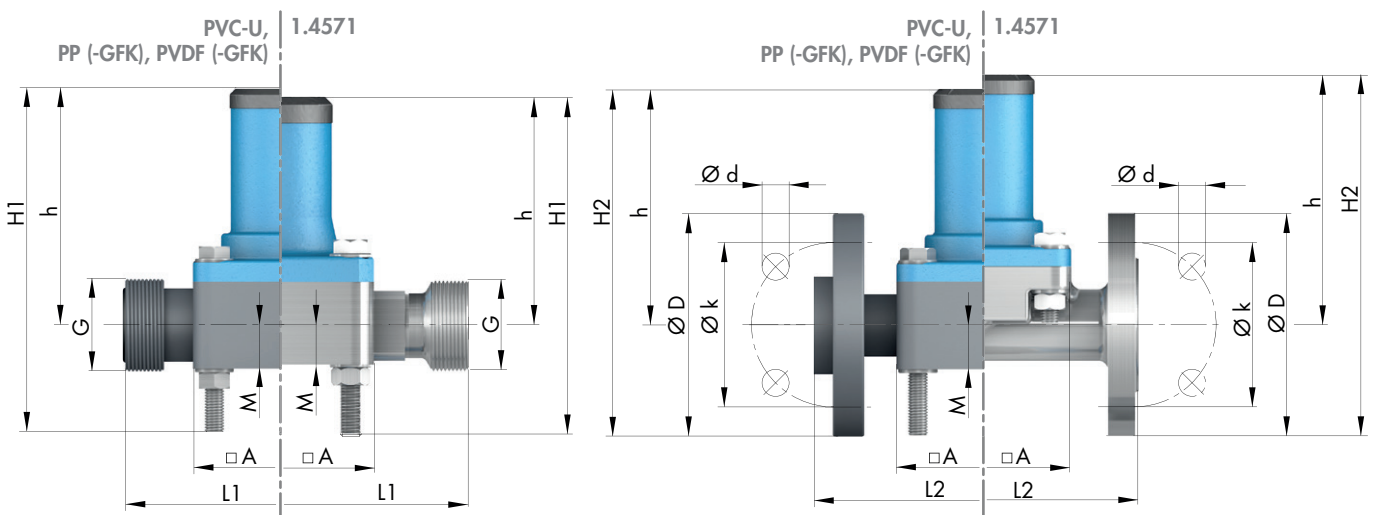 PVC-U,
PP (-GFK), PVDF (-GFK)
1.4571
H1
h
G
M
M
□ A
□ A
L1
L1
h
H1
G
PVC-U,
PP (-GFK), PVDF (-GFK)
1.4571
H2
h
Ø d
Ø D
Ø k
M
□ A
□ A
L2
L2
Ø d
h
H2
Ø k
Ø D